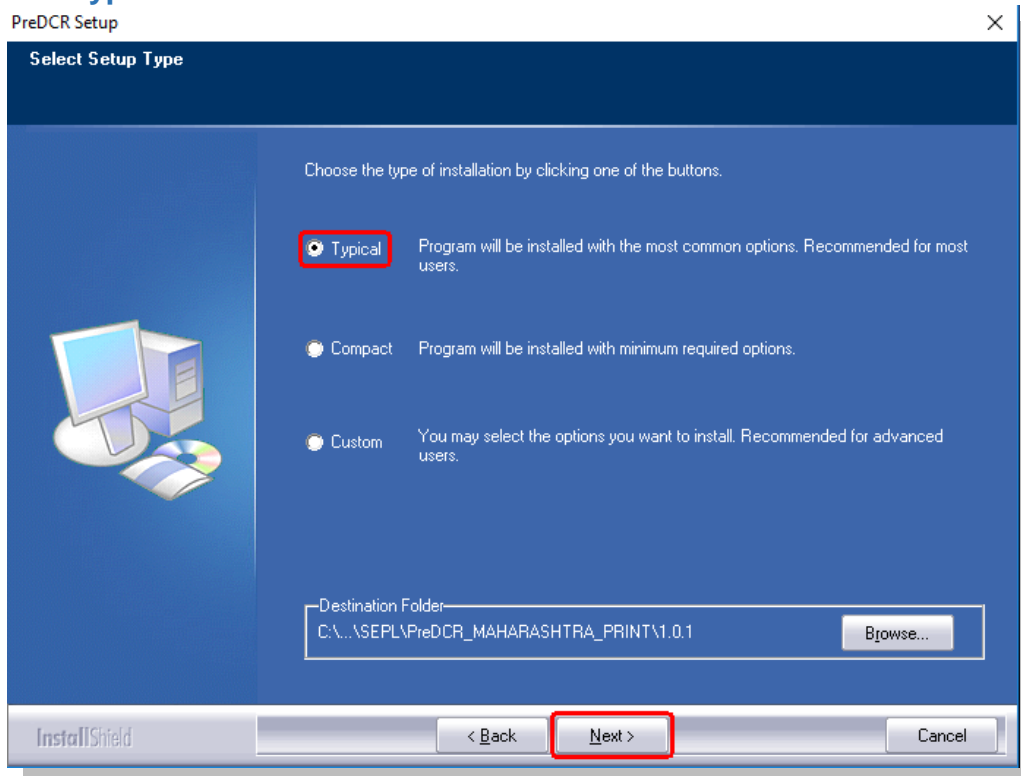 PreDCR Setup
Select Setup Type
Choose the type of installation by clicking one of the buttons.
Typical
Program will be installed with the most common options. Recommended for most
users.
Compact
Program will be installed with minimum required options.
Custom
You may select the options you want to install. Recommended for advanced
users.
Destination Folder
C:\...\SEPL\PreDCR_MAHARASHTRA_PRINT\1.0.1
Browse...
InstallShield
< Back
Next >
Cancel